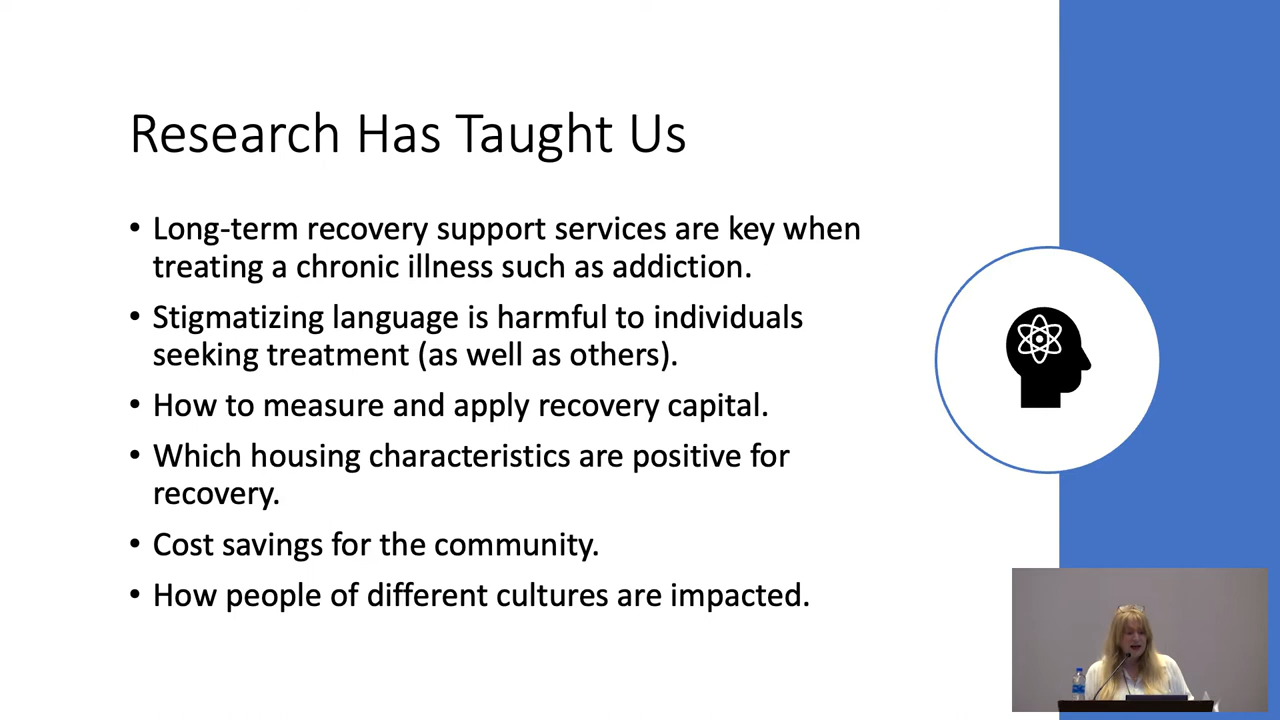 Research Has Taught Us
• Long-term recovery support services are key when
treating a chronic illness such as addiction.
• Stigmatizing language is harmful to individuals
seeking treatment (as well as others).
• How to measure and apply recovery capital.
• Which housing characteristics are positive for
recovery.
• Cost savings for the community.
• How people of different cultures are impacted.